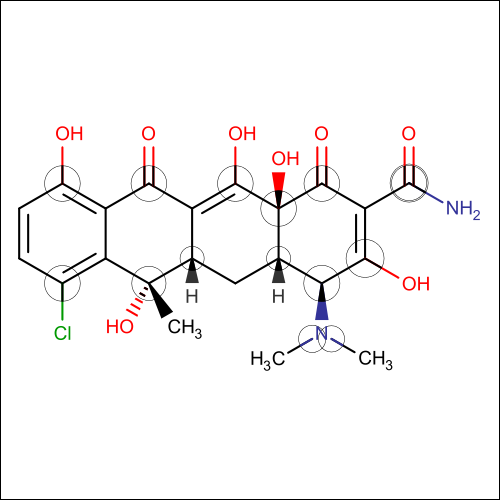 OH O OH O O
OH
NH₂
H H OH
HO CH₃
Cl N
H₃C CH₃